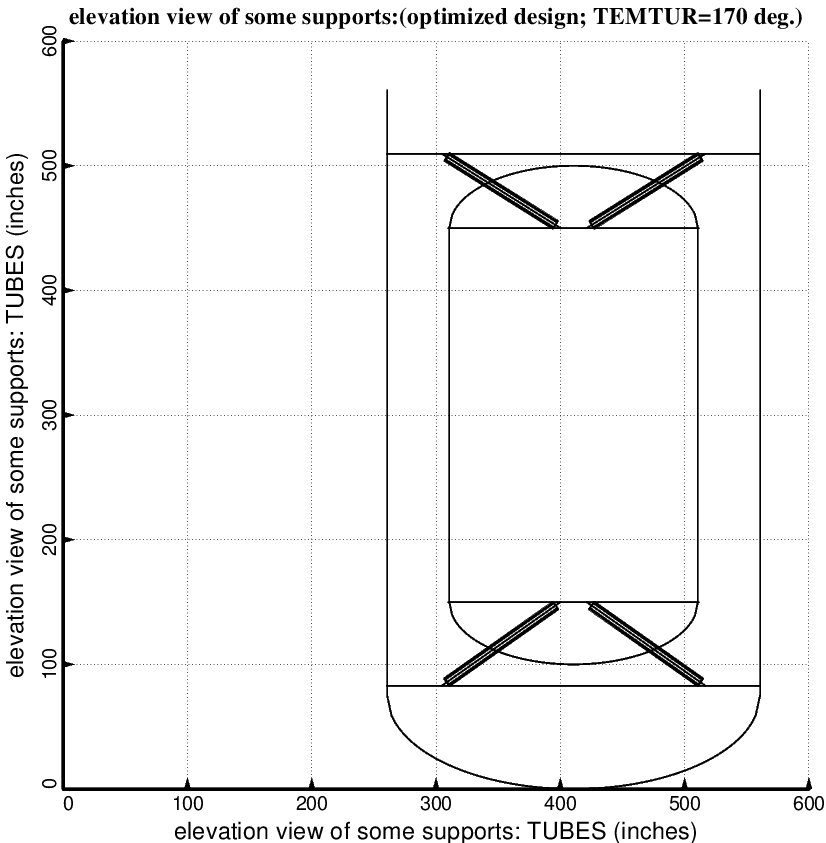 elevation view of some supports:(optimized design; TEMTUR=170 deg.)
elevation view of some supports: TUBES (inches)
600
500
400
300
200
100
0
0 100 200 300 400 500 600
elevation view of some supports: TUBES (inches)